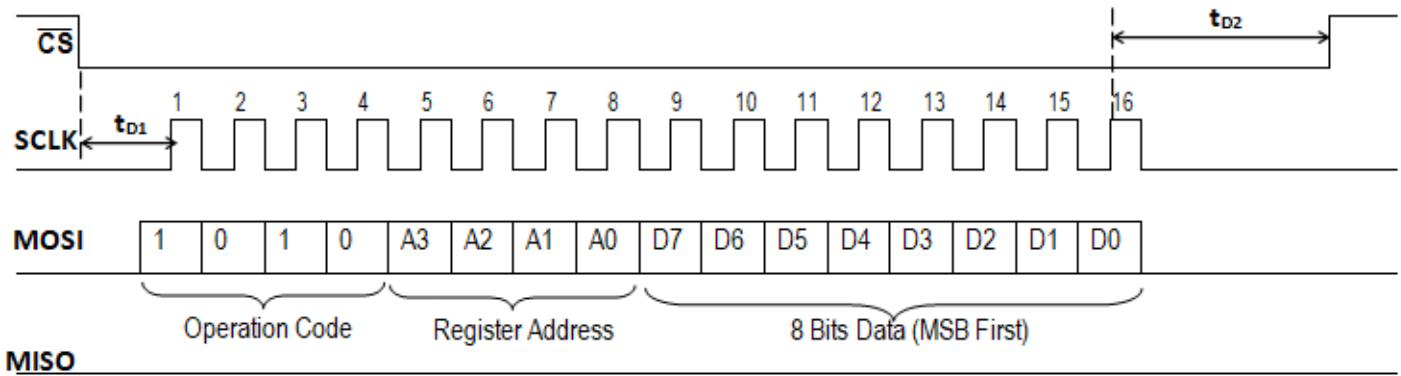 CS tD2
1 2 3 4 5 6 7 8 9 10 11 12 13 14 15 16
SCLK tD1
MOSI 1 0 1 0 A3 A2 A1 A0 D7 D6 D5 D4 D3 D2 D1 D0
Operation Code Register Address 8 Bits Data (MSB First)
MISO